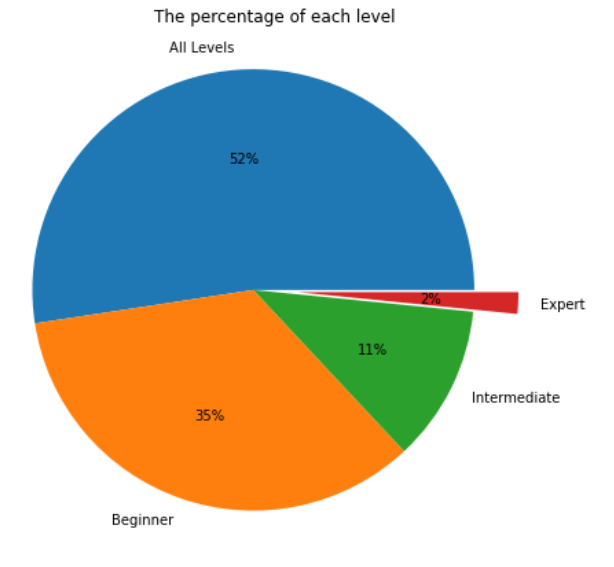 The percentage of each level
All Levels
52%
2%
Expert
11%
Intermediate
35%
Beginner